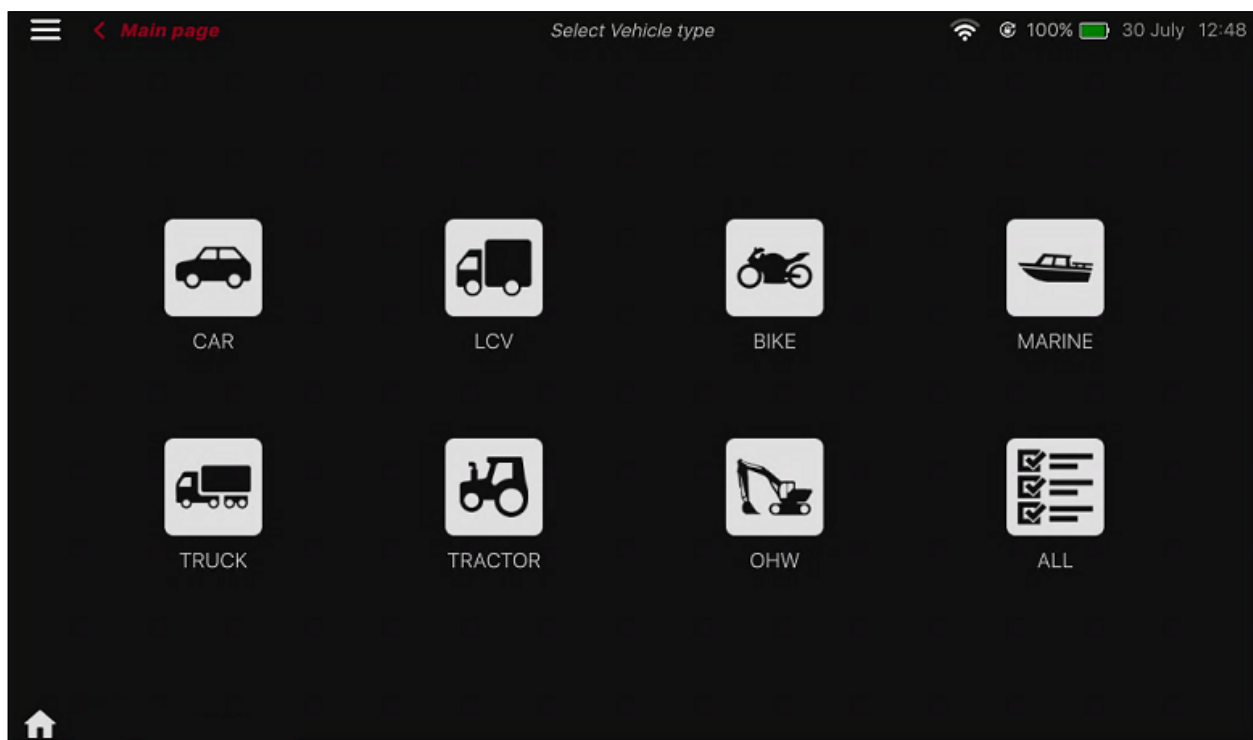 Main page Select Vehicle type 100% 30 July 12:48
CAR LCV BIKE MARINE
TRUCK TRACTOR OHW ALL